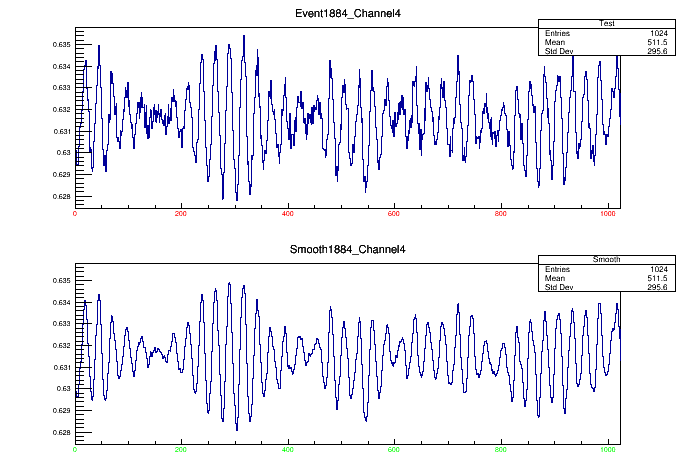 Event1884_Channel4
Test
Entries 1024
Mean 511.5
Std Dev 295.6
0.635
0.634
0.633
0.632
0.631
0.63
0.629
0.628
0 200 400 600 800 1000
Smooth1884_Channel4
Smooth
Entries 1024
Mean 511.5
Std Dev 295.6
0.635
0.634
0.633
0.632
0.631
0.63
0.629
0.628
0 200 400 600 800 1000